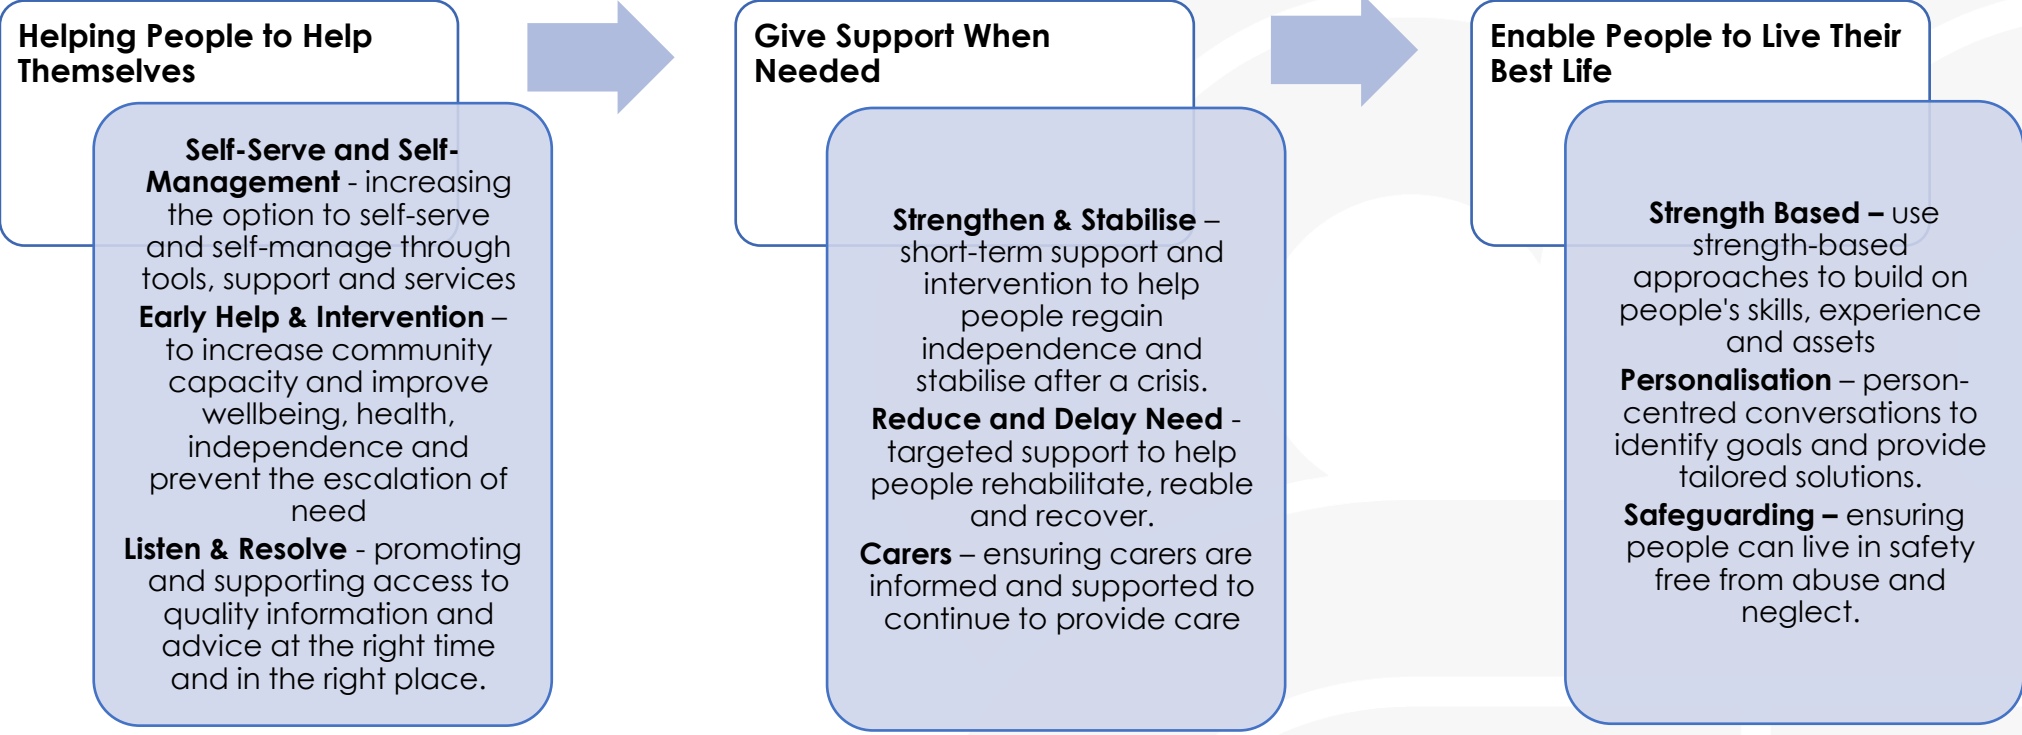 Helping People to Help
Themselves
Self-Serve and Self-
Management - increasing
the option to self-serve
and self-manage through
tools, support and services
Early Help & Intervention –
to increase community
capacity and improve
wellbeing, health,
independence and
prevent the escalation of
need
Listen & Resolve - promoting
and supporting access to
quality information and
advice at the right time
and in the right place.
Give Support When
Needed
Strengthen & Stabilise –
short-term support and
intervention to help
people regain
independence and
stabilise after a crisis.
Reduce and Delay Need -
targeted support to help
people rehabilitate, reable
and recover.
Carers – ensuring carers are
informed and supported to
continue to provide care
Enable People to Live Their
Best Life
Strength Based – use
strength-based
approaches to build on
people's skills, experience
and assets
Personalisation – person-
centred conversations to
identify goals and provide
tailored solutions.
Safeguarding – ensuring
people can live in safety
free from abuse and
neglect.